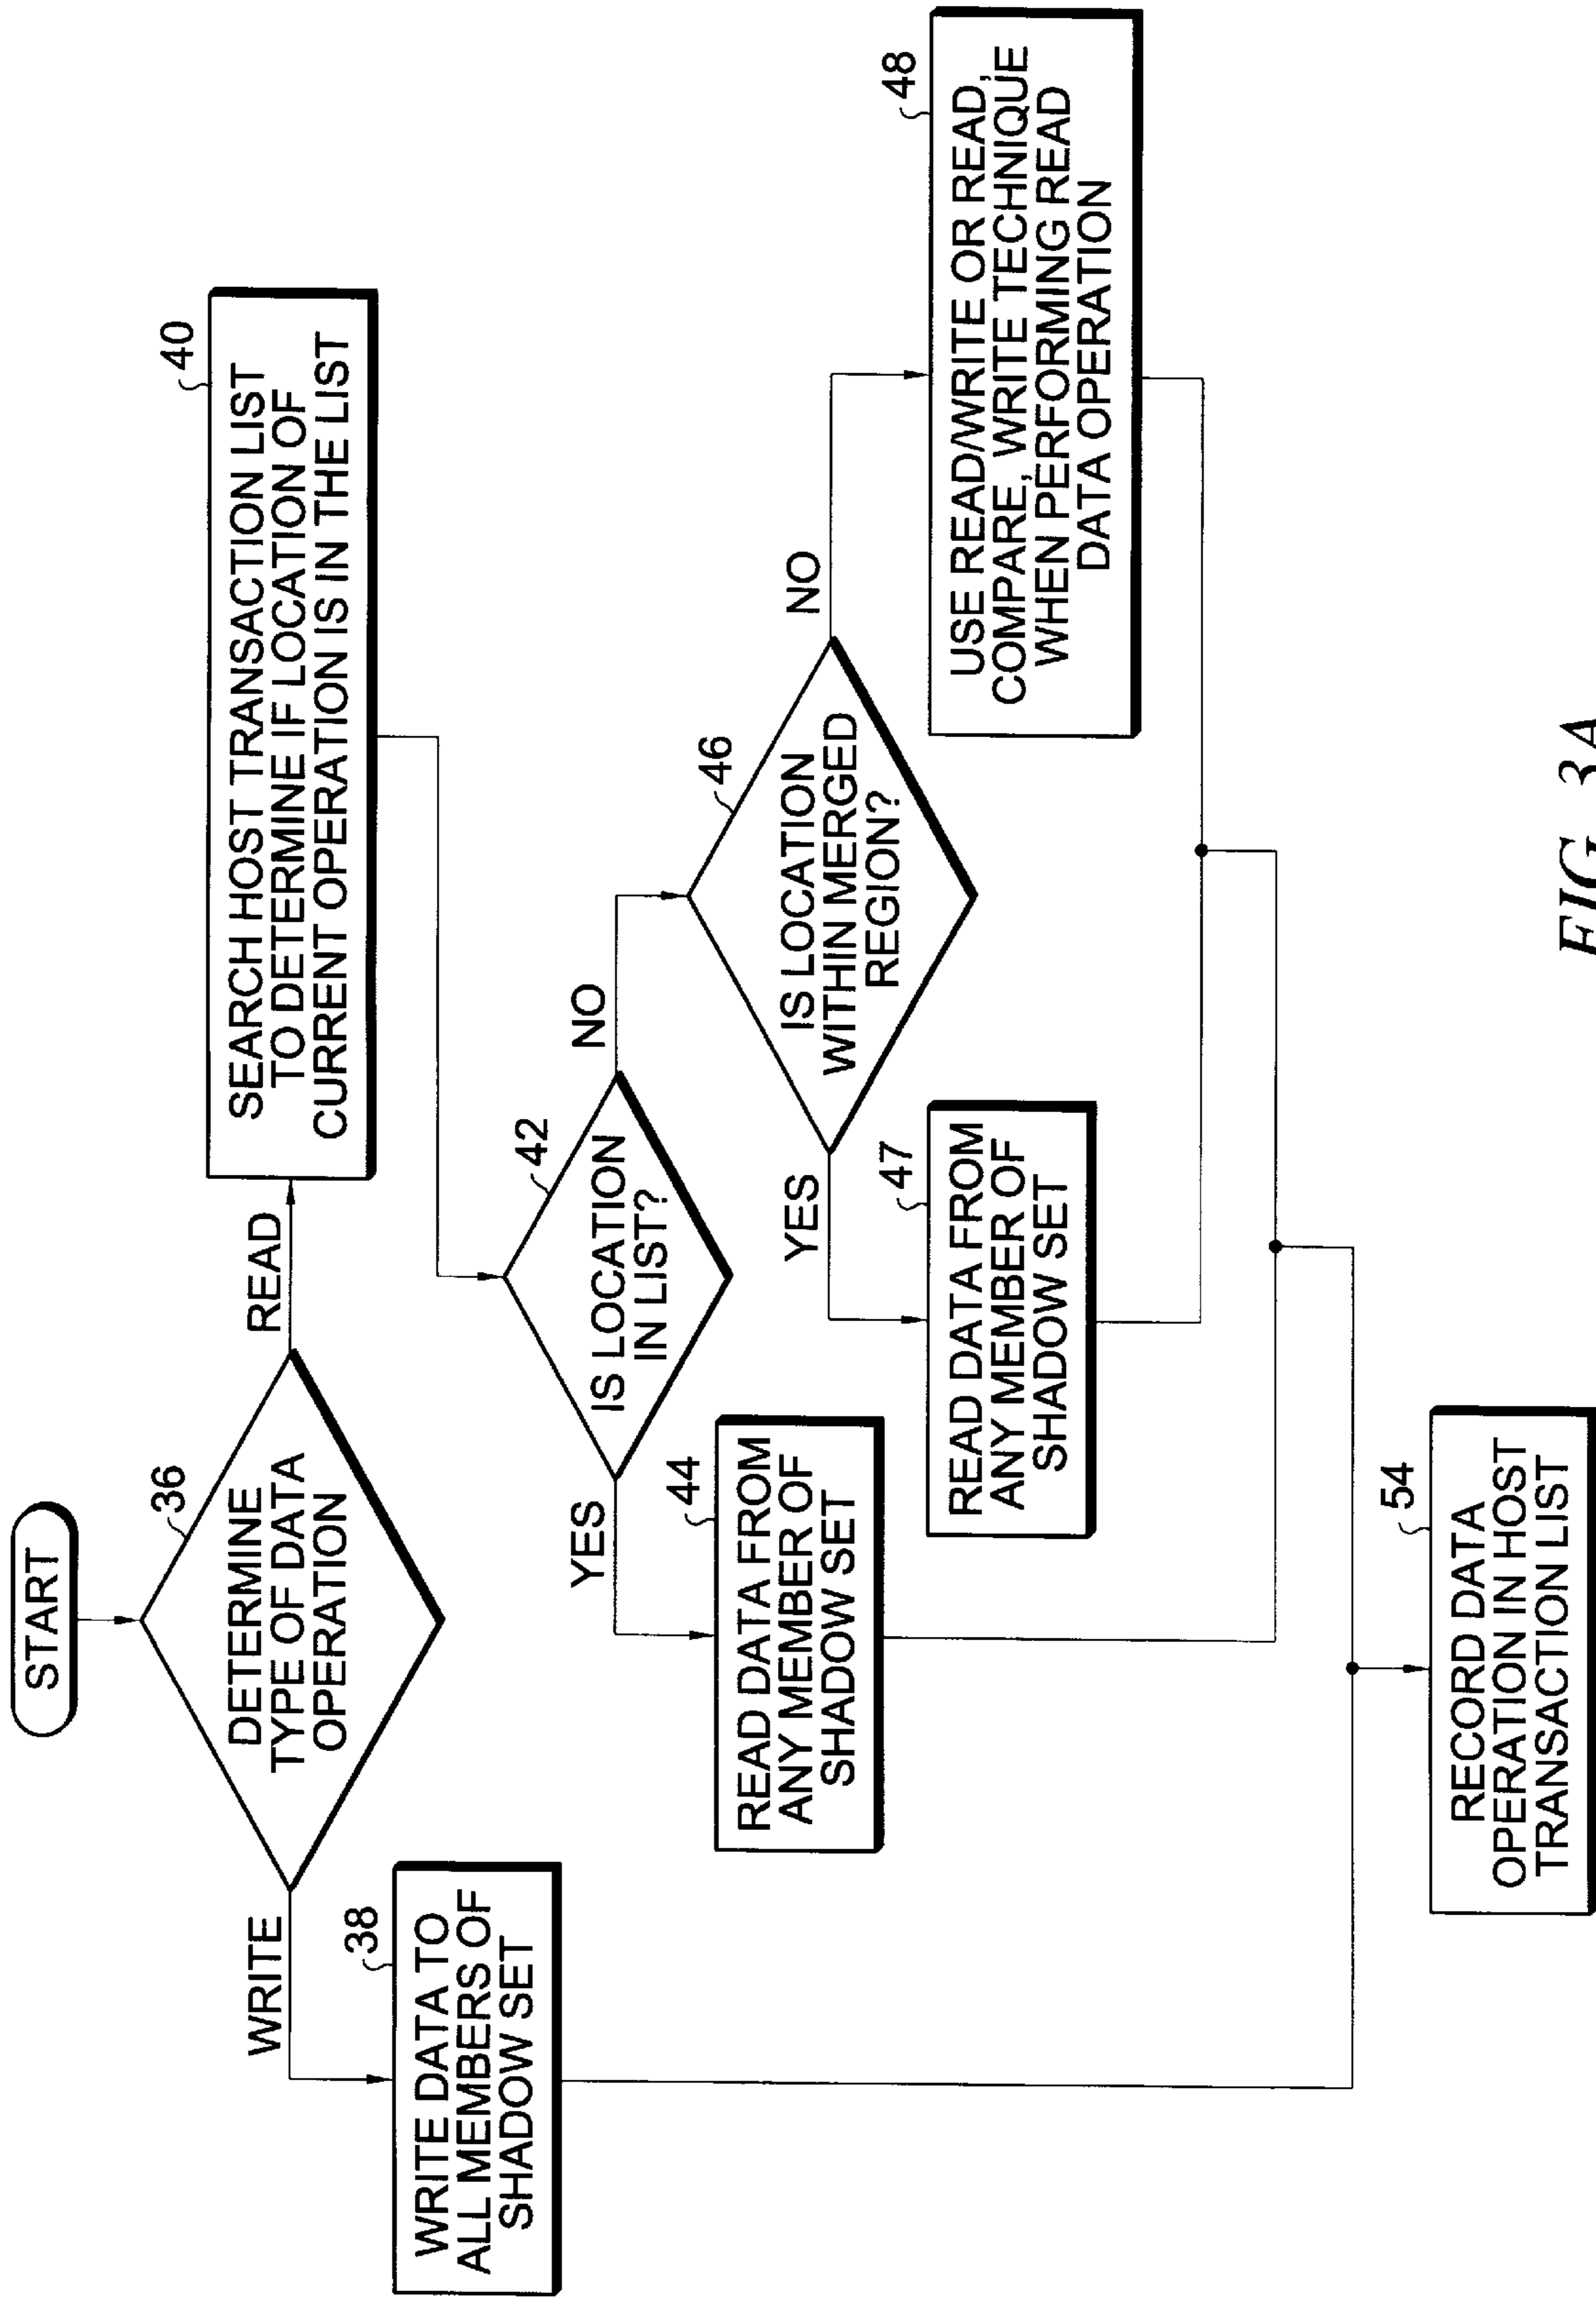 START
36
DETERMINE
TYPE OF DATA
OPERATION
WRITE
READ
38
WRITE DATA TO
ALL MEMBERS OF
SHADOW SET
40
SEARCH HOST TRANSACTION LIST
TO DETERMINE IF LOCATION OF
CURRENT OPERATION IS IN THE LIST
42
IS LOCATION
IN LIST?
YES
NO
44
READ DATA FROM
ANY MEMBER OF
SHADOW SET
46
IS LOCATION
WITHIN MERGED
REGION?
YES
NO
47
READ DATA FROM
ANY MEMBER OF
SHADOW SET
48
USE READ/WRITE OR READ,
COMPARE, WRITE TECHNIQUE
WHEN PERFORMING READ
DATA OPERATION
54
RECORD DATA
OPERATION IN HOST
TRANSACTION LIST
FIG. 3A